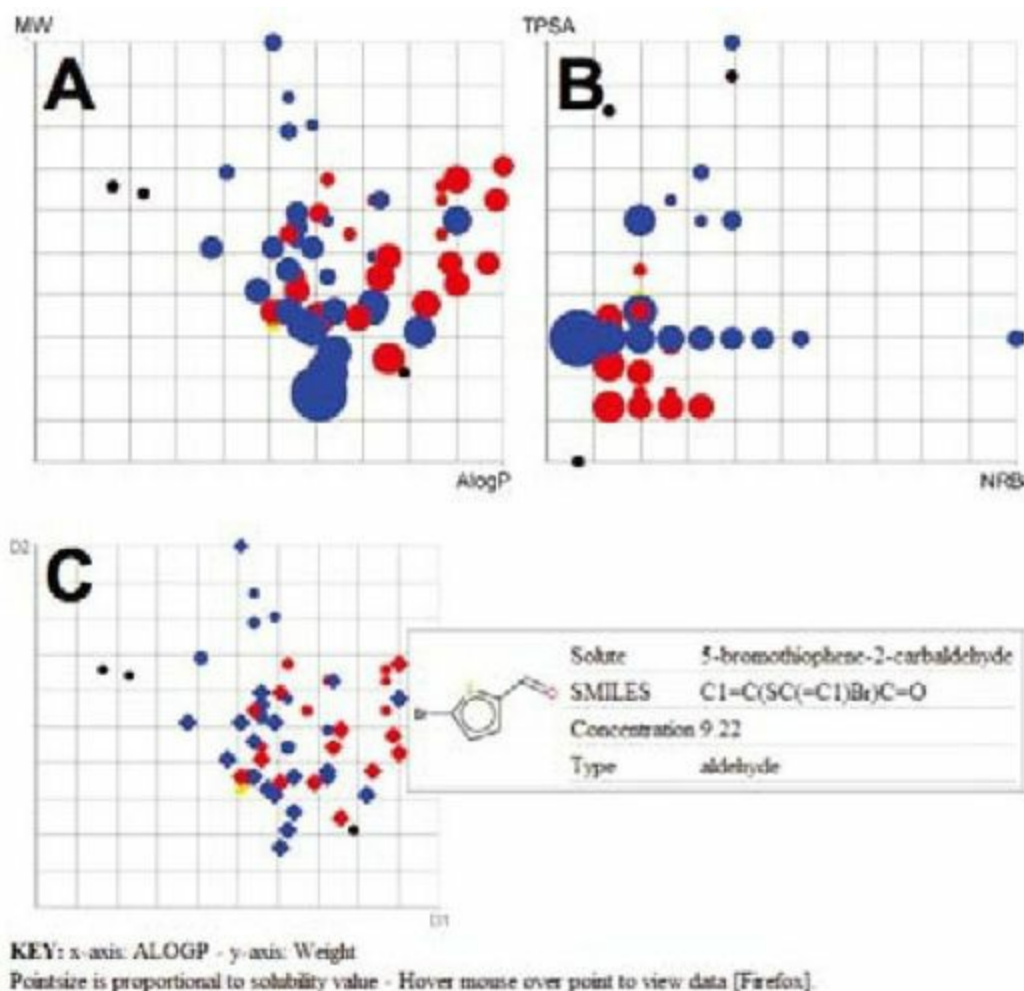 MW
TPSA
A
B
AlogP
NRB
D2
C
Solute 5-bromothiophene-2-carbaldehyde
SMILES C1=C(SC(=C1)Br)C=O
Concentration 9.22
Type aldehyde
Br
O
D1
KEY: x-axis: ALOGP - y-axis: Weight
Pointsize is proportional to solubility value - Hover mouse over point to view data [Firefox].